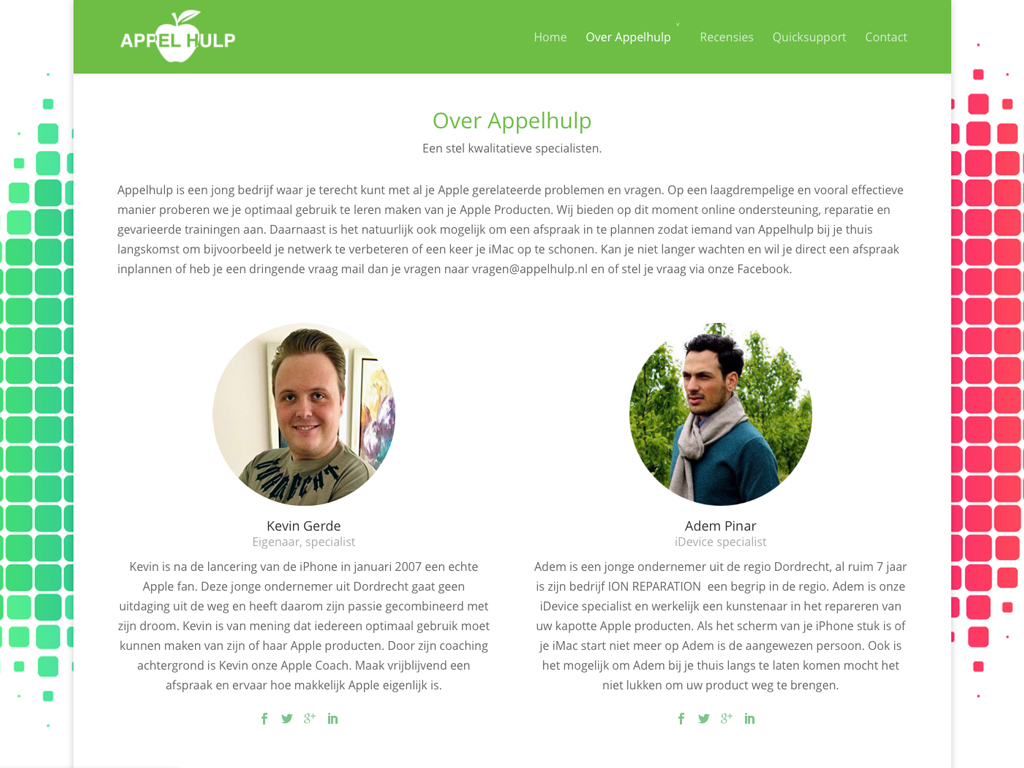 APPEL HULP
Home Over Appelhulp Recensies Quicksupport Contact
Over Appelhulp
Een stel kwalitatieve specialisten.
Appelhulp is een jong bedrijf waar je terecht kunt met al je Apple gerelateerde problemen en vragen. Op een laagdrempelige en vooral effectieve
manier proberen we je optimaal gebruik te leren maken van je Apple Producten. Wij bieden op dit moment online ondersteuning, reparatie en
gevarieerde trainingen aan. Daarnaast is het natuurlijk ook mogelijk om een afspraak in te plannen zodat iemand van Appelhulp bij je thuis
langskomst om bijvoorbeeld je netwerk te verbeteren of een keer je iMac op te schonen. Kan je niet langer wachten en wil je direct een afspraak
inplannen of heb je een dringende vraag mail dan je vragen naar vragen@appelhulp.nl en of stel je vraag via onze Facebook.
DORDRECHT
Kevin Gerde
Eigenaar, specialist
Kevin is na de lancering van de iPhone in januari 2007 een echte
Apple fan. Deze jonge ondernemer uit Dordrecht gaat geen
uitdaging uit de weg en heeft daarom zijn passie gecombineerd met
zijn droom. Kevin is van mening dat iedereen optimaal gebruik moet
kunnen maken van zijn of haar Apple producten. Door zijn coaching
achtergrond is Kevin onze Apple Coach. Maak vrijblijvend een
afspraak en ervaar hoe makkelijk Apple eigenlijk is.
Adem Pinar
iDevice specialist
Adem is een jonge ondernemer uit de regio Dordrecht, al ruim 7 jaar
is zijn bedrijf ION REPARATION een begrip in de regio. Adem is onze
iDevice specialist en werkelijk een kunstenaar in het repareren van
uw kapotte Apple producten. Als het scherm van je iPhone stuk is of
je iMac start niet meer op Adem is de aangewezen persoon. Ook is
het mogelijk om Adem bij je thuis langs te laten komen mocht het
niet lukken om uw product weg te brengen.